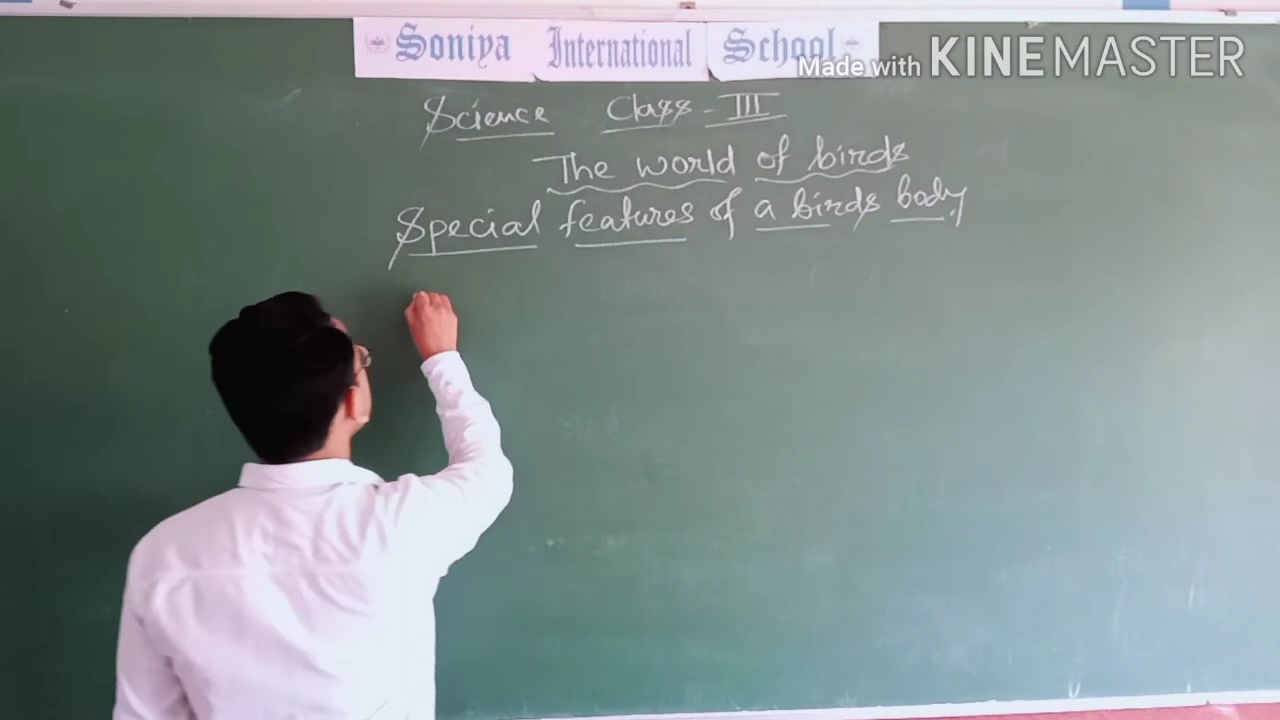 Soniya International School
Made with KINEMASTER
Science Class - III
The world of birds
Special features of a birds body.